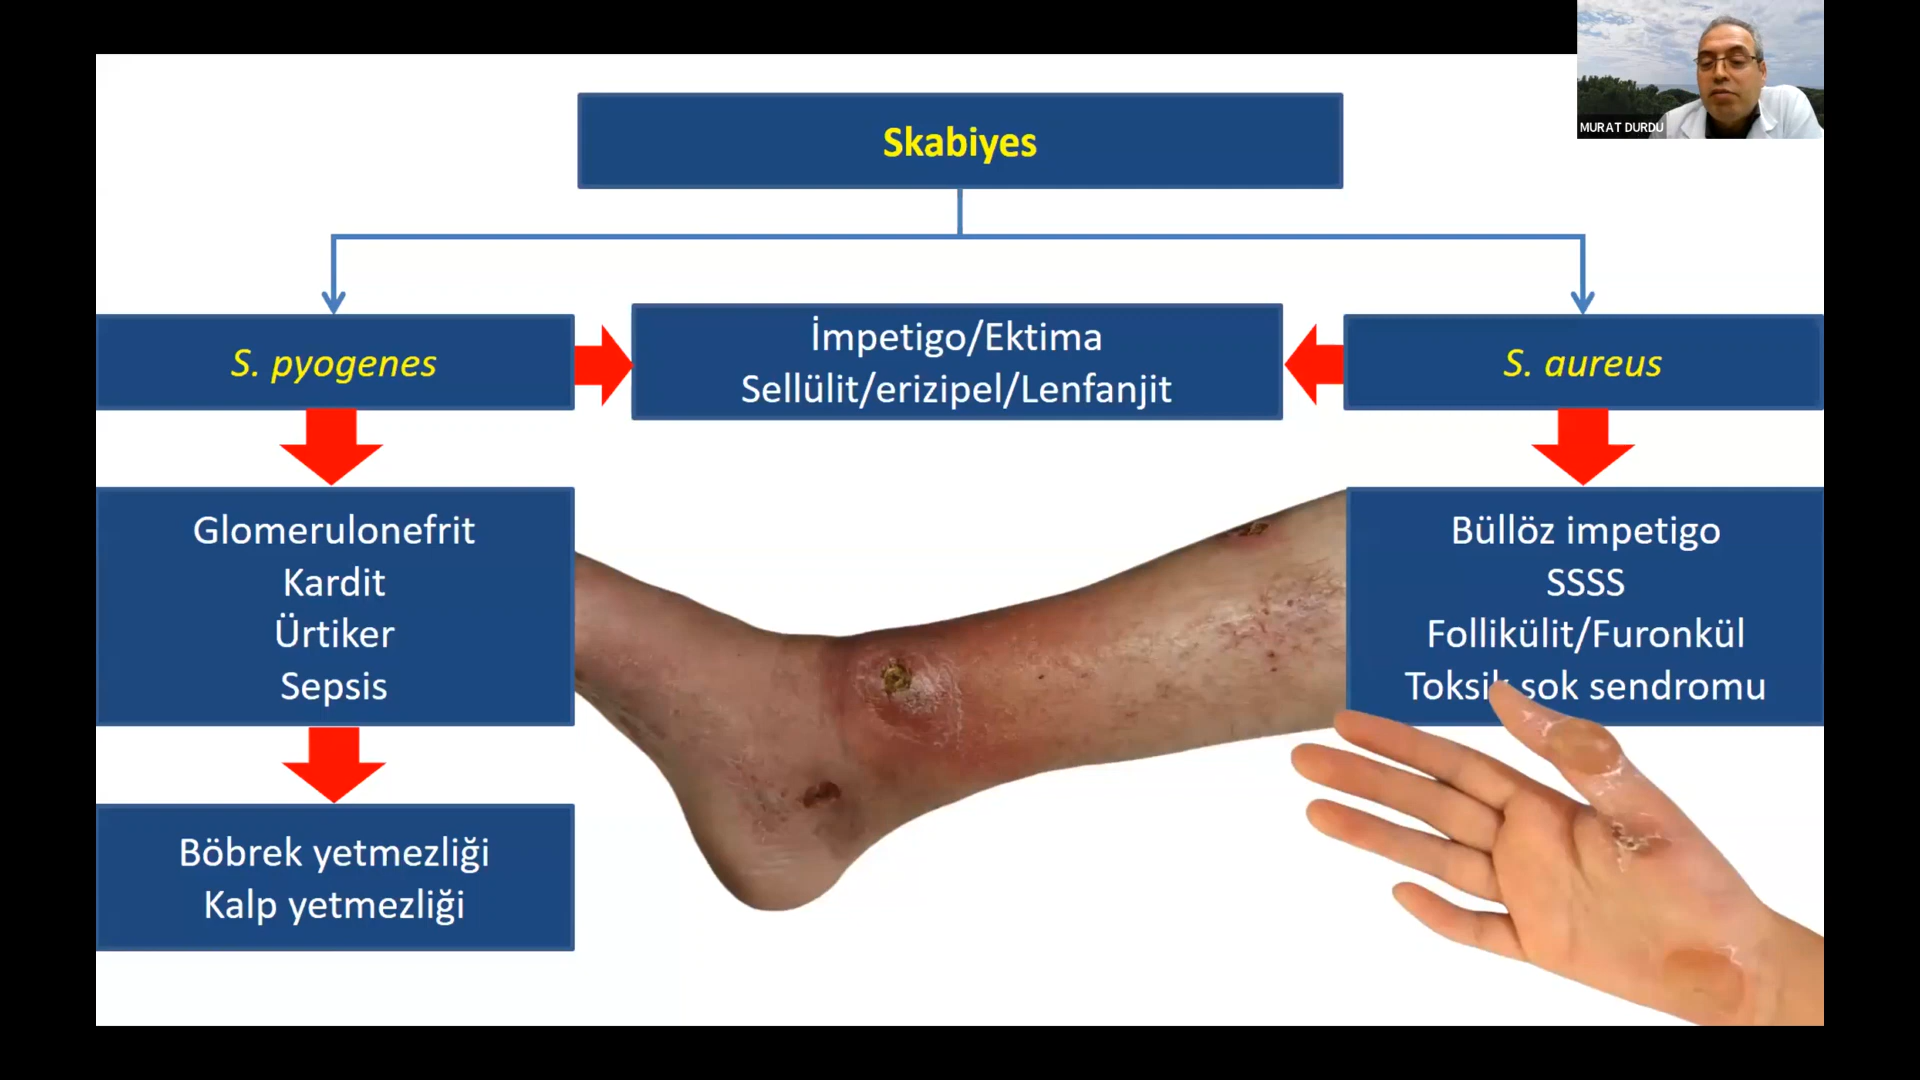 MURAT DURDU
Skabiyes
S. pyogenes
İmpetigo/Ektima
Sellülit/erizipel/Lenfanjit
S. aureus
Glomerulonefrit
Kardit
Ürtiker
Sepsis
Büllöz impetigo
SSSS
Follikülit/Furonkül
Toksik şok sendromu
Böbrek yetmezliği
Kalp yetmezliği